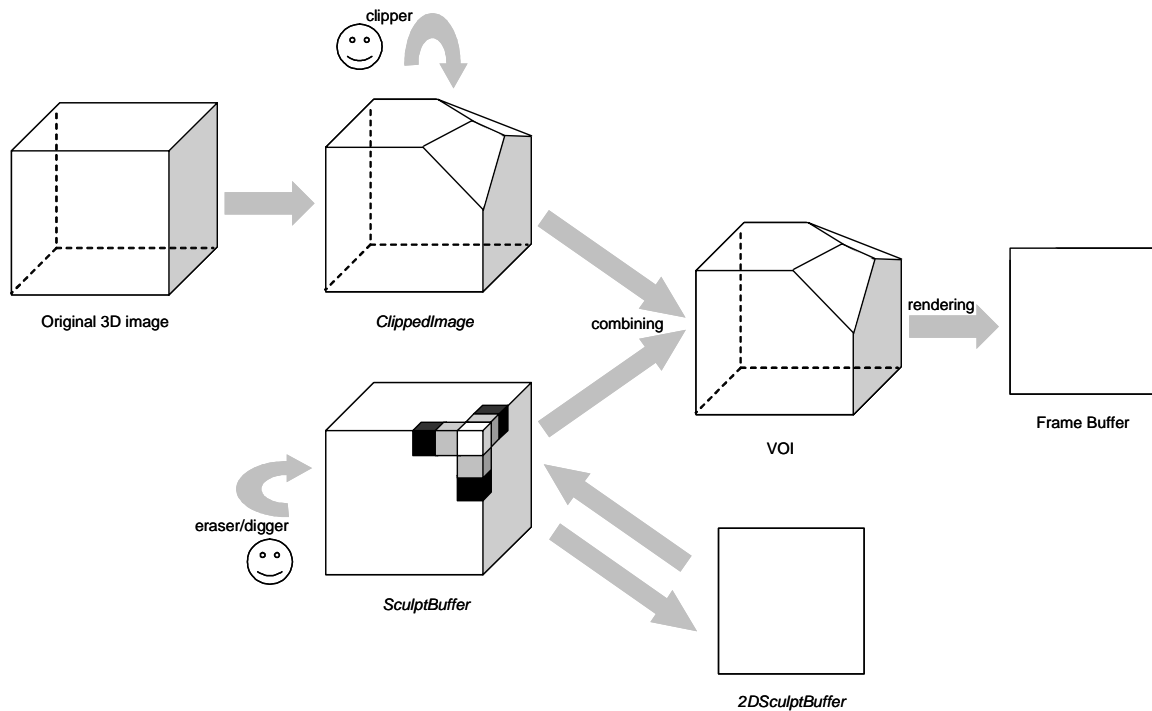 clipper
Original 3D image
ClippedImage
combining
rendering
VOI
Frame Buffer
eraser/digger
SculptBuffer
2DSculptBuffer